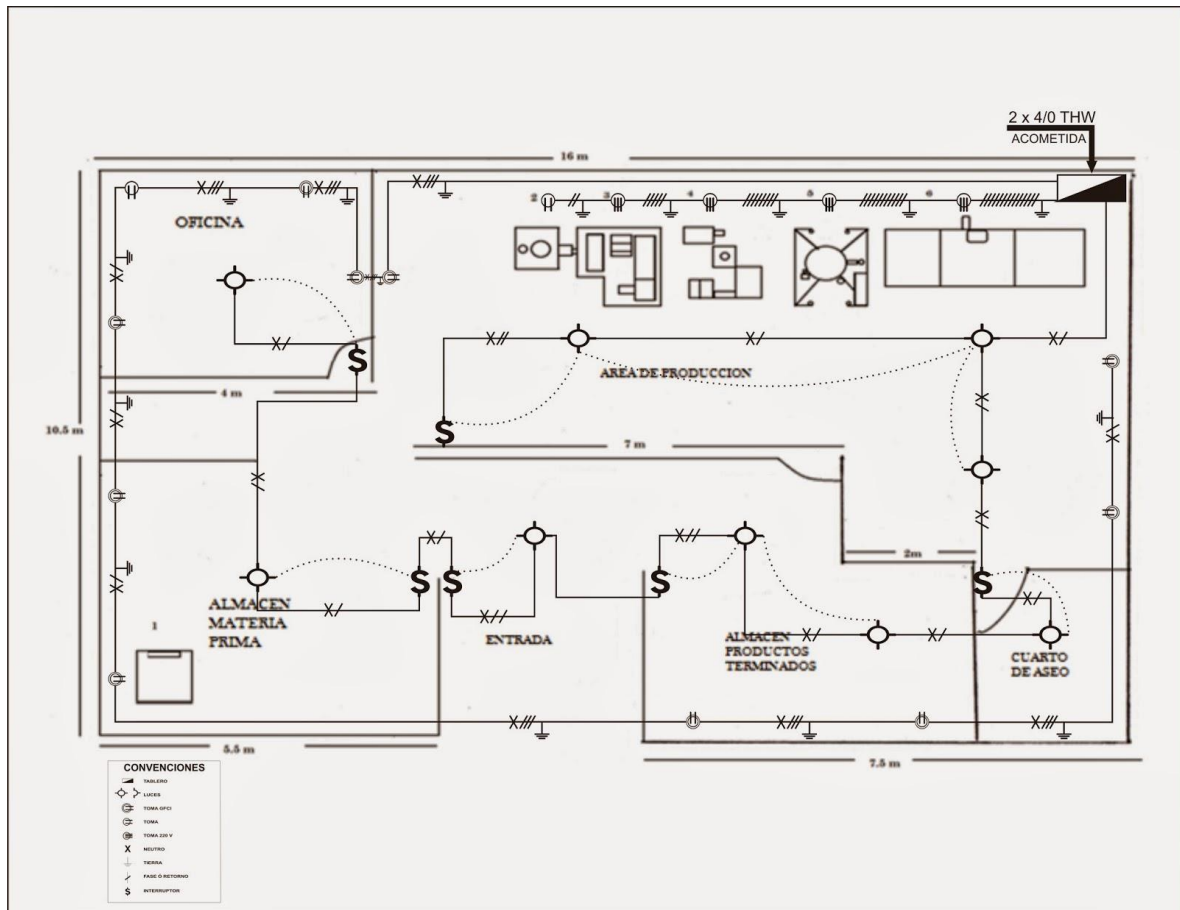 2 x 4/0 THW
ACOMETIDA
16 m
OFICINA
2
3
4
5
6
4 m
AREA DE PRODUCCION
10.5 m
7 m
2m
1
ALMACEN
MATERIA
PRIMA
ENTRADA
ALMACEN
PRODUCTOS
TERMINADOS
CUARTO
DE ASEO
5.5 m
7.5 m
CONVENCIONES
TABLERO
LUCES
TOMA GFCI
TOMA
TOMA 220 V
X NEUTRO
TIERRA
FASE O RETORNO
$ INTERRUPTOR